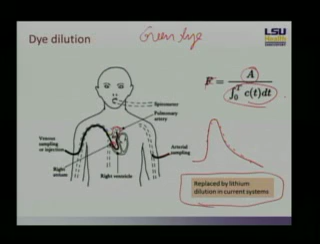 Dye dilution
Green dye
LSU
Health
F = A
∫₀ᵀ c(t)dt
Spirometer
Pulmonary
artery
Venous
sampling
or injection
Arterial
sampling
Right
atrium
Right ventricle
Replaced by lithium
dilution in current systems